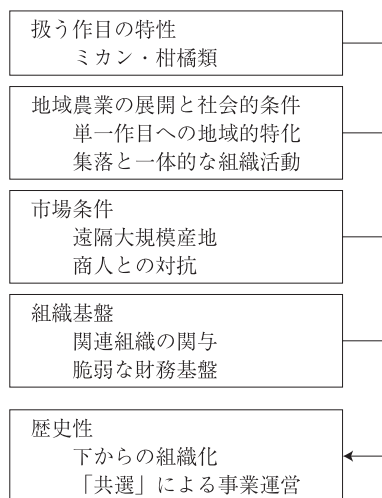 扱う作目の特性
ミカン・柑橘類
地域農業の展開と社会的条件
単一作目への地域的特化
集落と一体的な組織活動
市場条件
遠隔大規模産地
商人との対抗
組織基盤
関連組織の関与
脆弱な財務基盤
歴史性
下からの組織化
「共選」による事業運営